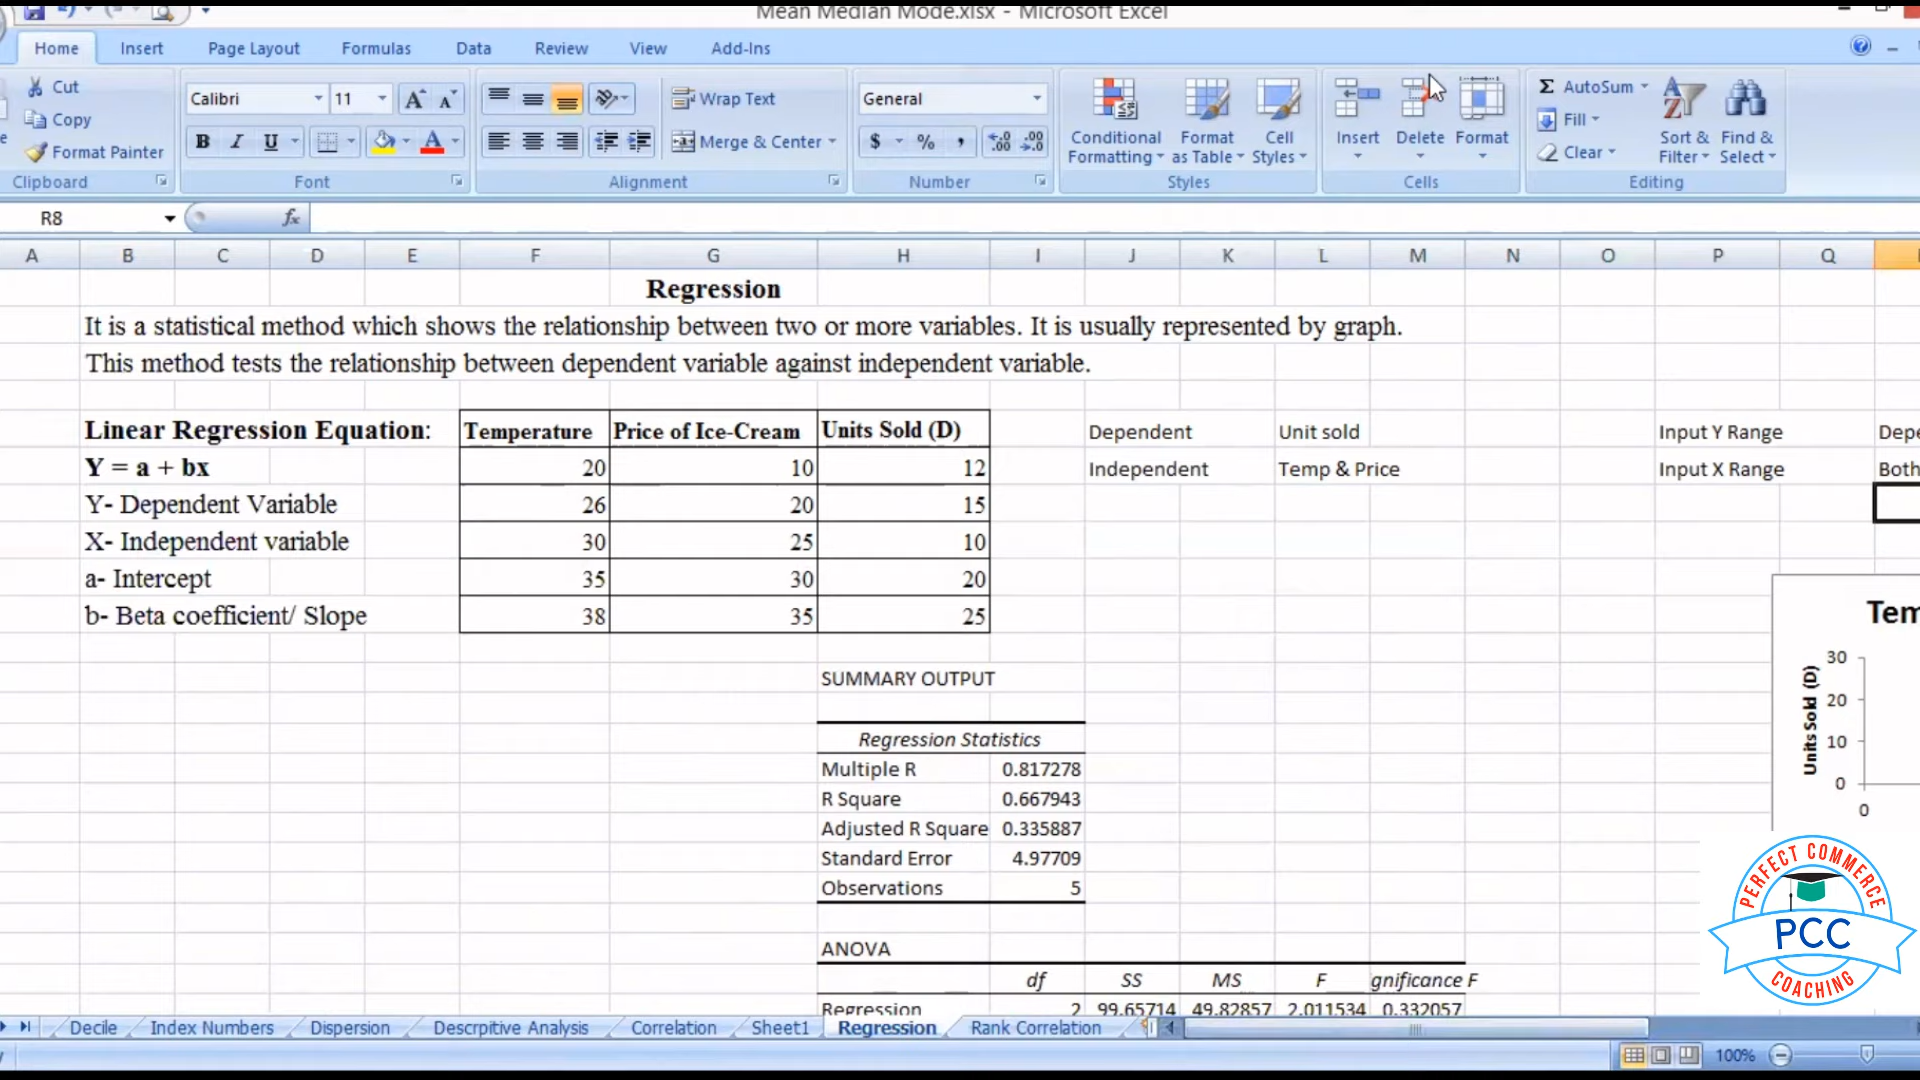 Mean Median Mode.xlsx - Microsoft Excel
Home Insert Page Layout Formulas Data Review View Add-Ins
Cut
Copy
Format Painter
Clipboard
Calibri 11
B I U
Font
Wrap Text
Merge & Center
Alignment
General
$ % ,
Number
Conditional Formatting
Format as Table
Cell Styles
Styles
Insert Delete Format
Cells
Σ AutoSum
Fill
Clear
Sort & Filter
Find & Select
Editing
R8 fx
A B C D E F G H I J K L M N O P Q
Regression
It is a statistical method which shows the relationship between two or more variables. It is usually represented by graph.
This method tests the relationship between dependent variable against independent variable.
Linear Regression Equation: Temperature Price of Ice-Cream Units Sold (D) Dependent Unit sold Input Y Range Depe
Y = a + bx 20 10 12 Independent Temp & Price Input X Range Both
Y- Dependent Variable 26 20 15
X- Independent variable 30 25 10
a- Intercept 35 30 20
b- Beta coefficient/ Slope 38 35 25
Tem
Units Sold (D)
30
20
10
0
0
SUMMARY OUTPUT
Regression Statistics
Multiple R 0.817278
R Square 0.667943
Adjusted R Square 0.335887
Standard Error 4.97709
Observations 5
ANOVA
df SS MS F gnificance F
Regression 2 99.65714 49.82857 2.011534 0.332057
PERFECT COMMERCE
PCC
COACHING
Decile Index Numbers Dispersion Descrpitive Analysis Correlation Sheet1 Regression Rank Correlation
100%